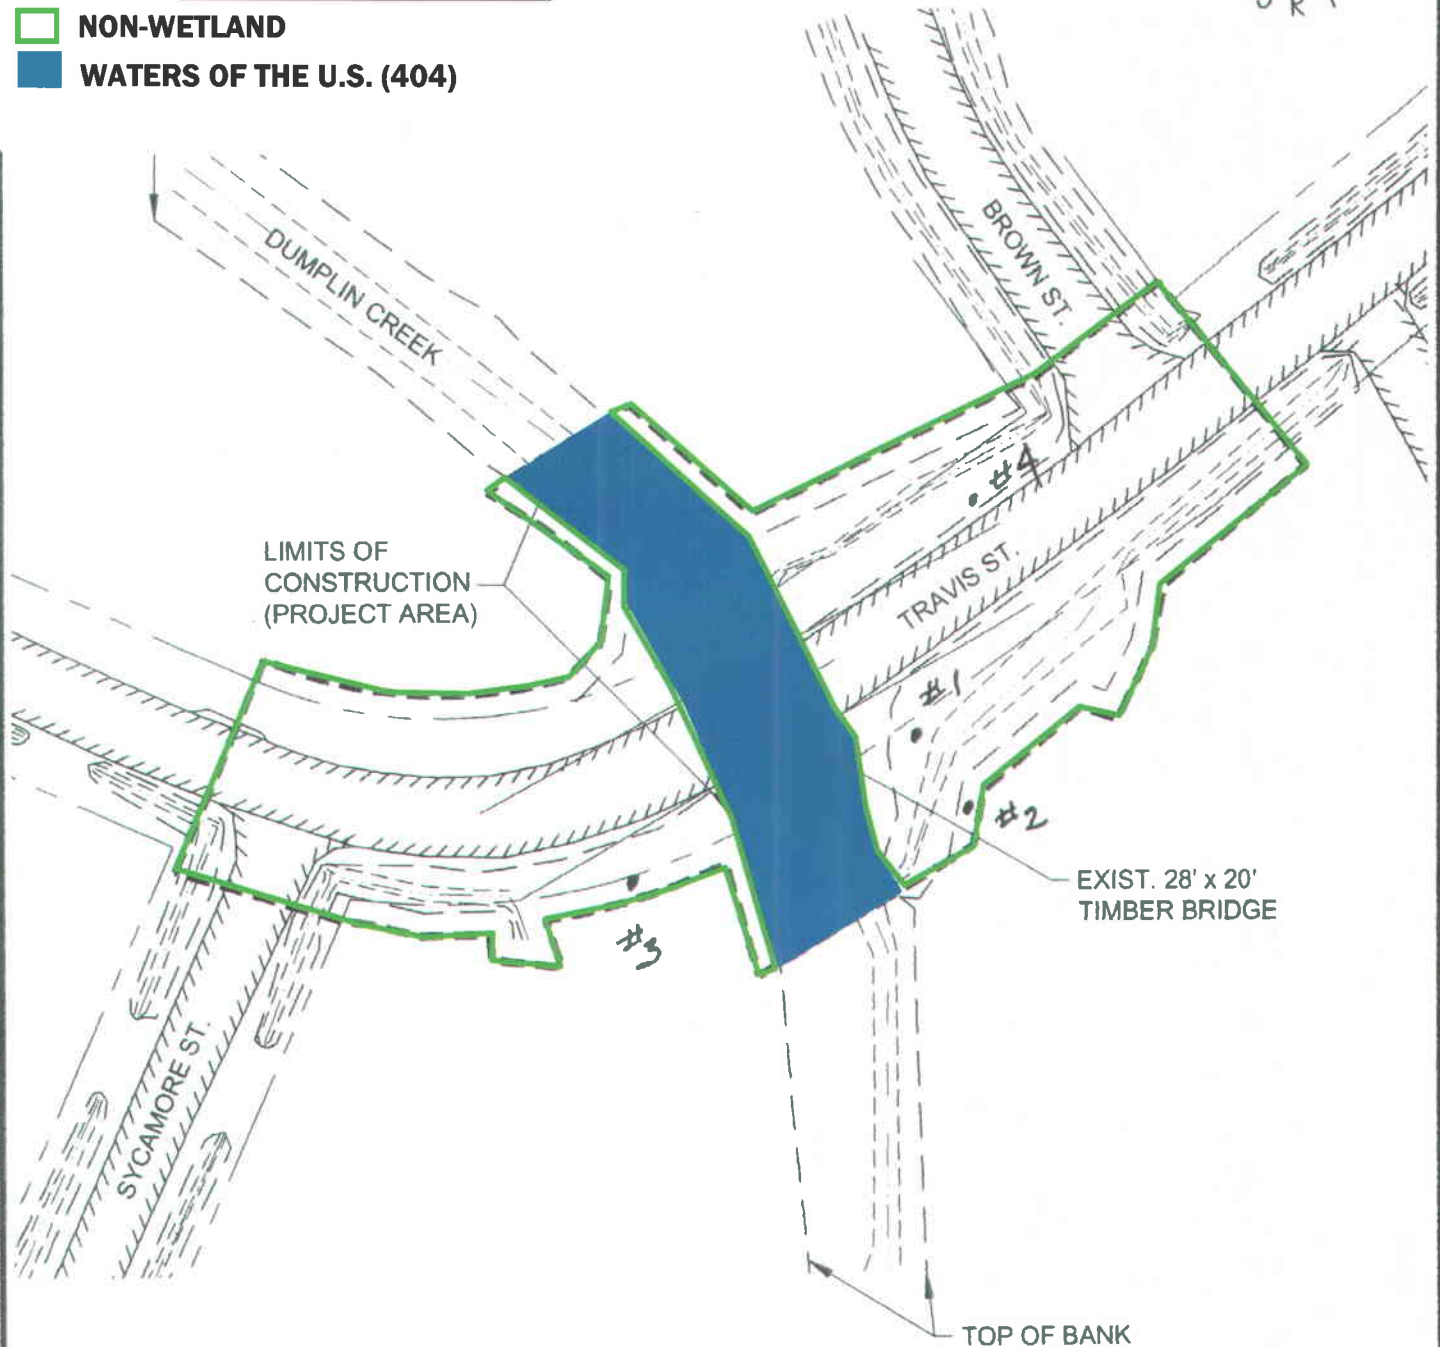 NON-WETLAND
WATERS OF THE U.S. (404)
BROWN ST.
DUMPLIN CREEK
#4
LIMITS OF
CONSTRUCTION
(PROJECT AREA)
TRAVIS ST.
#1
#2
EXIST. 28' x 20'
TIMBER BRIDGE
#3
SYCAMORE ST.
TOP OF BANK